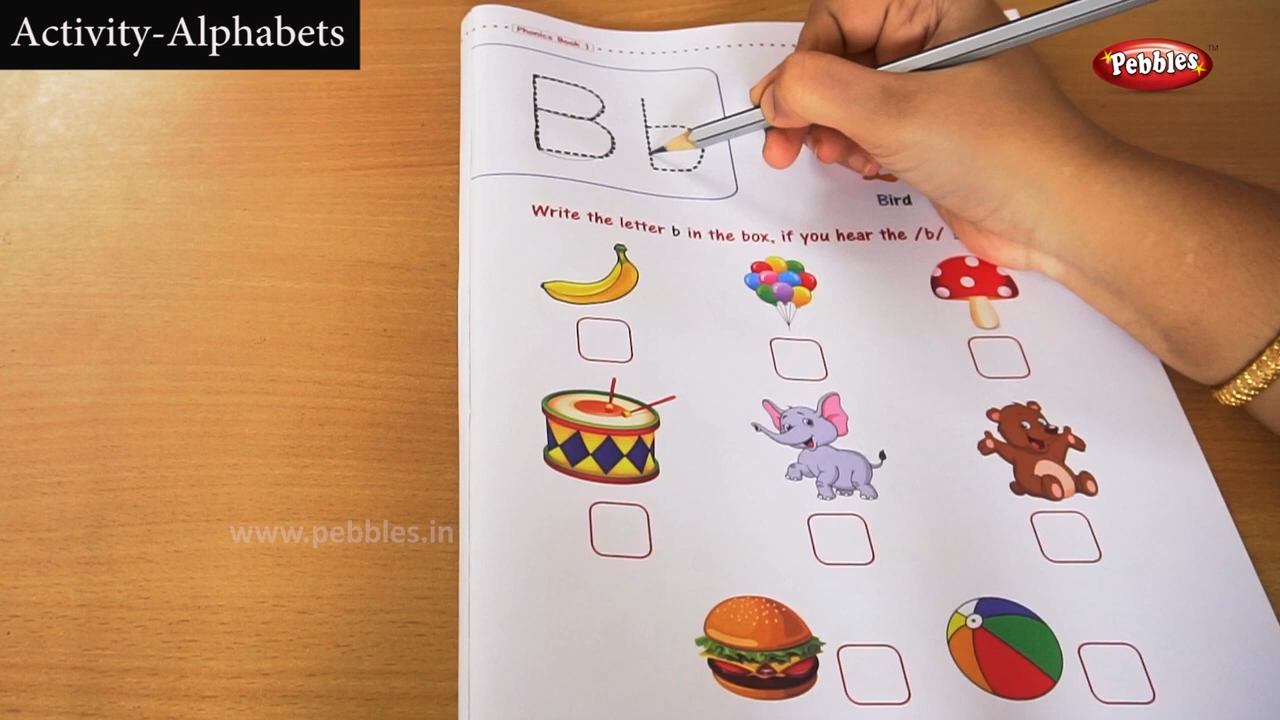 Activity-Alphabets
Pebbles™
Phonics Book 1
B b
Bird
Write the letter b in the box, if you hear the /b/
www.pebbles.in